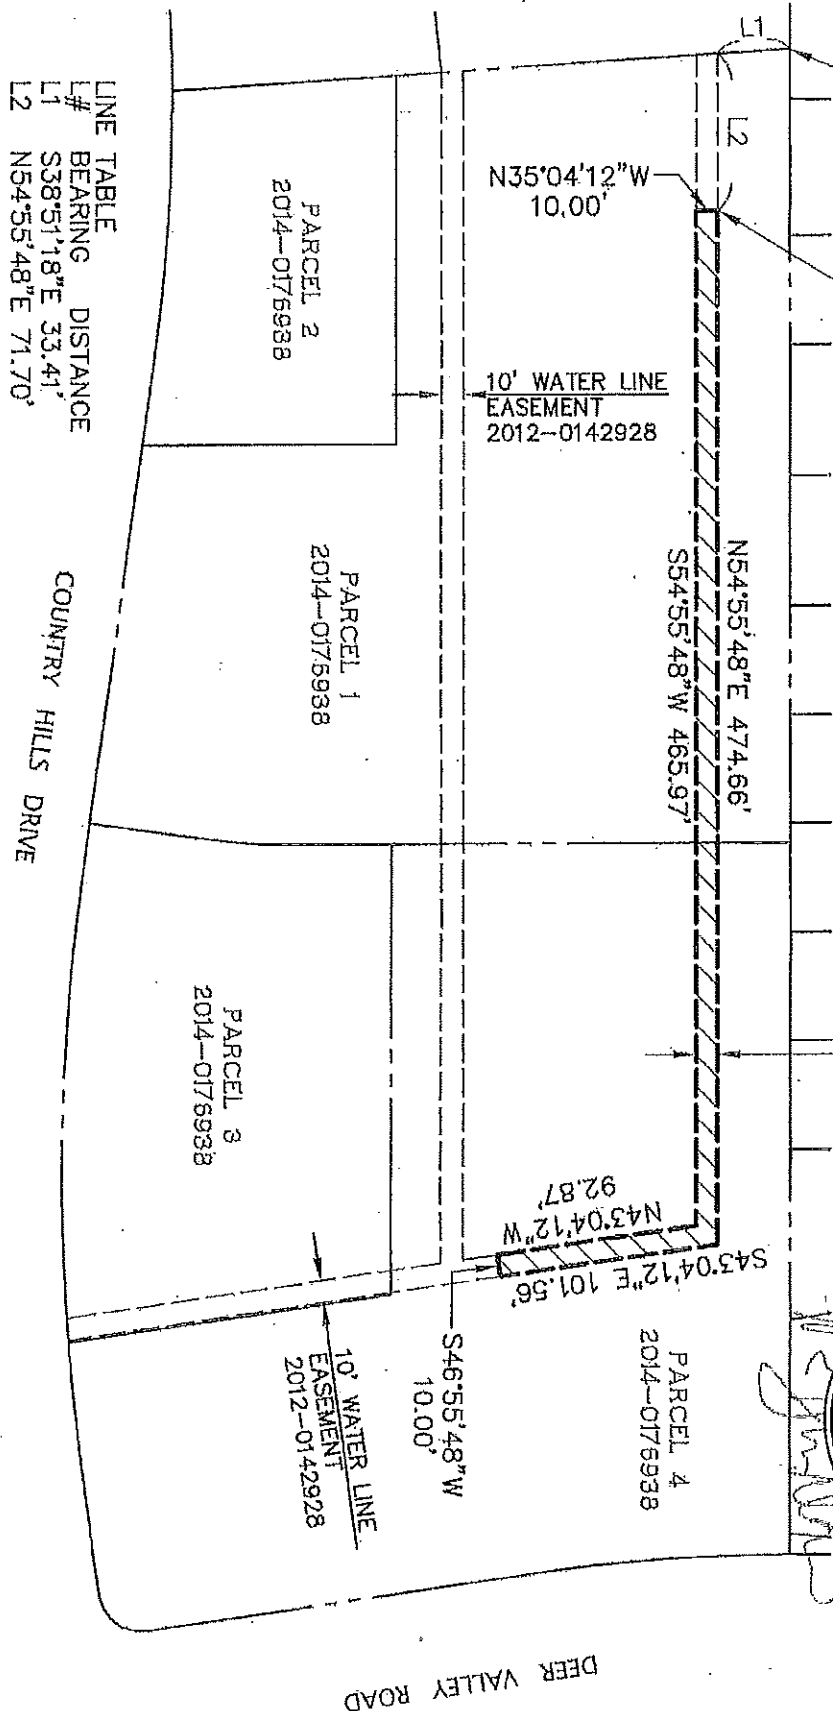 L1
L2
N35°04'12"W
10.00'
10' WATER LINE
EASEMENT
2012-0142928
N54°55'48"E 474.66'
S54°55'48"W 465.97'
PARCEL 2
2014-0176938
PARCEL 1
2014-0176938
PARCEL 3
2014-0176938
N43°04'12"W
92.87'
S43°04'12"E 101.56'
S46°55'48"W
10.00'
PARCEL 4
2014-0176938
10' WATER LINE
EASEMENT
2012-0142928
COUNTRY HILLS DRIVE
DEER VALLEY ROAD
LINE TABLE
L# BEARING DISTANCE
L1 S38°51'18"E 33.41'
L2 N54°55'48"E 71.70'